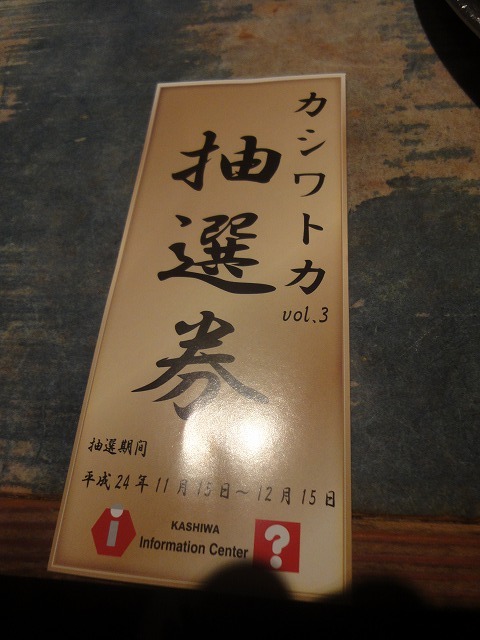 カシワトカ
vol.3
抽選券
抽選期间
平成24年11月15日～12月15日
i
KASHIWA
Information Center
?